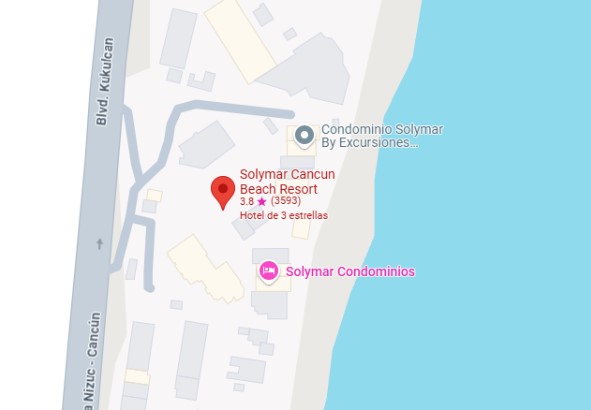 Blvd. Kukulcan
Condominio Solymar
By Excursiones...
Solymar Cancun
Beach Resort
3.8 ★ (3593)
Hotel de 3 estrellas
Solymar Condominios
a Nizuc - Cancún